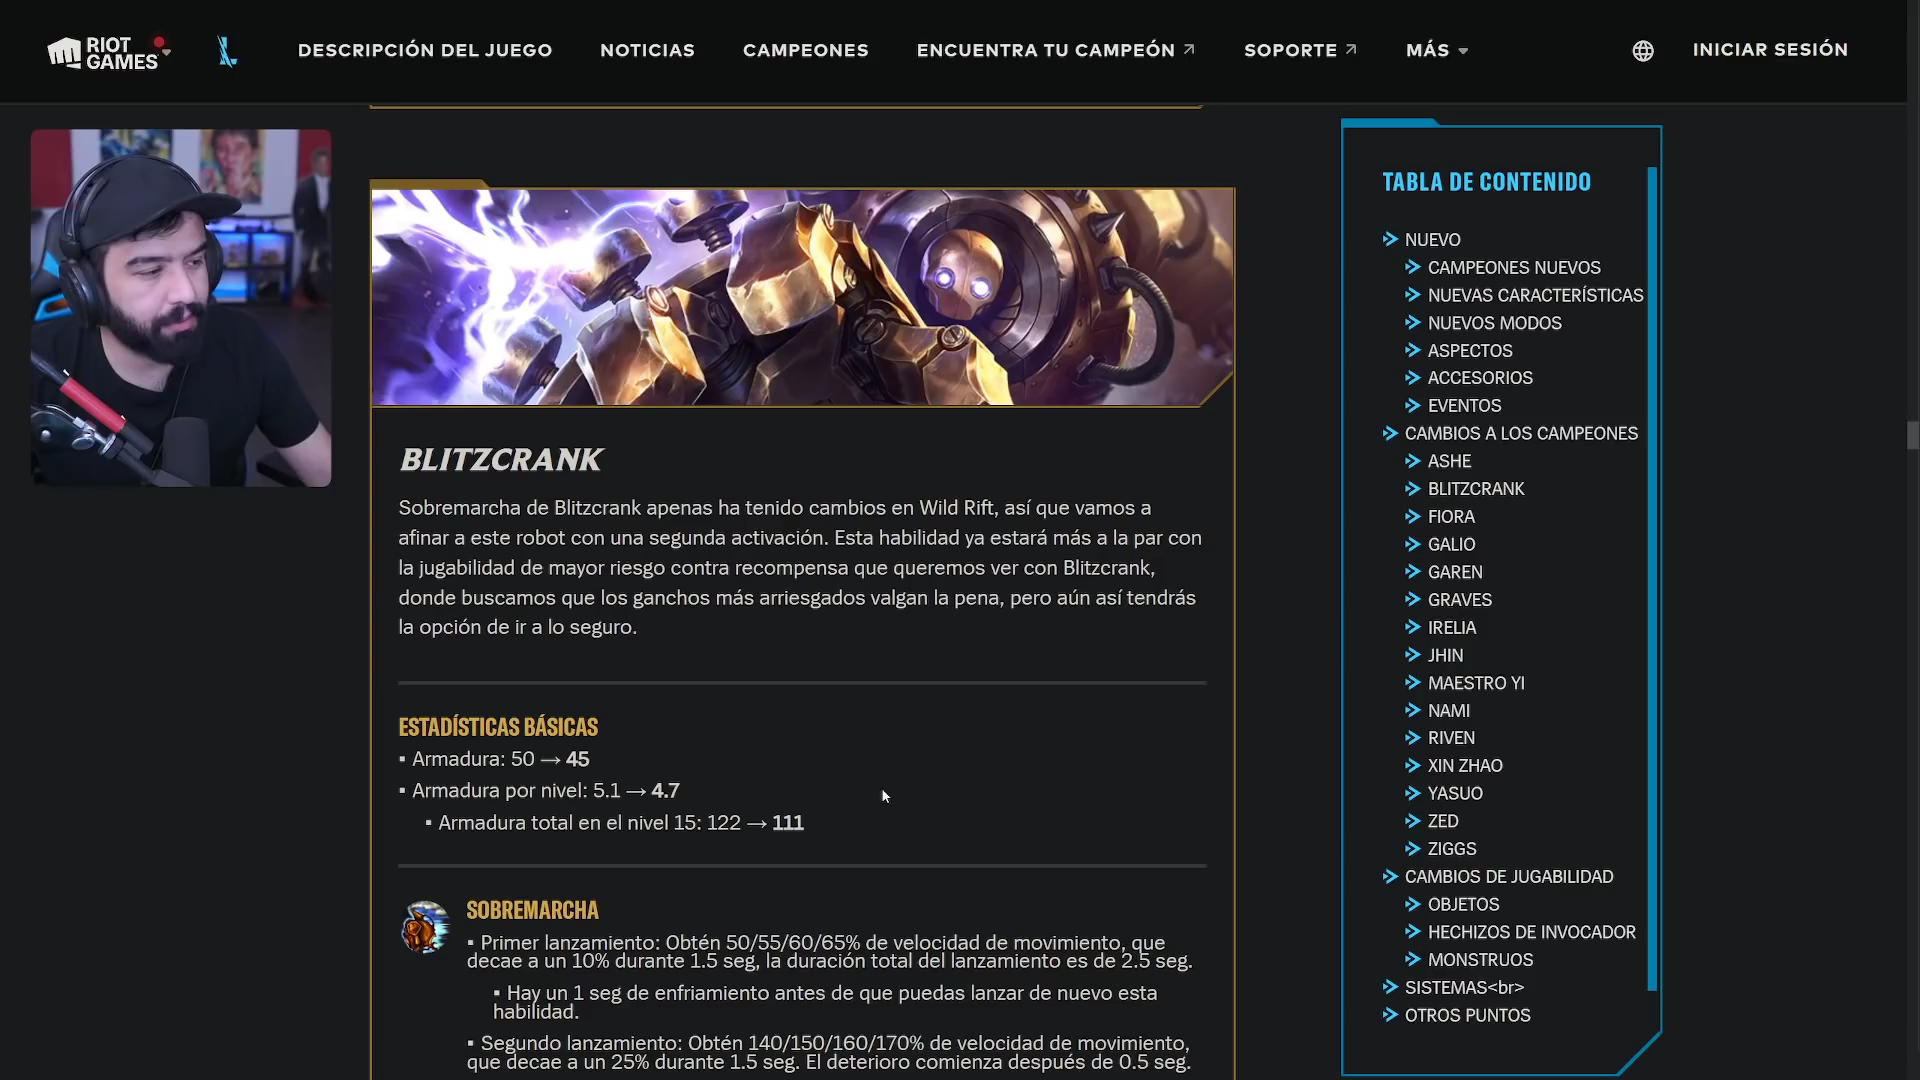 RIOT GAMES
DESCRIPCIÓN DEL JUEGO
NOTICIAS
CAMPEONES
ENCUENTRA TU CAMPEÓN
SOPORTE
MÁS
INICIAR SESIÓN
BLITZCRANK
Sobremarcha de Blitzcrank apenas ha tenido cambios en Wild Rift, así que vamos a
afinar a este robot con una segunda activación. Esta habilidad ya estará más a la par con
la jugabilidad de mayor riesgo contra recompensa que queremos ver con Blitzcrank,
donde buscamos que los ganchos más arriesgados valgan la pena, pero aún así tendrás
la opción de ir a lo seguro.
ESTADÍSTICAS BÁSICAS
▪ Armadura: 50 → 45
▪ Armadura por nivel: 5.1 → 4.7
▪ Armadura total en el nivel 15: 122 → 111
SOBREMARCHA
▪ Primer lanzamiento: Obtén 50/55/60/65% de velocidad de movimiento, que
decae a un 10% durante 1.5 seg, la duración total del lanzamiento es de 2.5 seg.
▪ Hay un 1 seg de enfriamiento antes de que puedas lanzar de nuevo esta
habilidad.
▪ Segundo lanzamiento: Obtén 140/150/160/170% de velocidad de movimiento,
que decae a un 25% durante 1.5 seg. El deterioro comienza después de 0.5 seg.
TABLA DE CONTENIDO
NUEVO
CAMPEONES NUEVOS
NUEVAS CARACTERÍSTICAS
NUEVOS MODOS
ASPECTOS
ACCESORIOS
EVENTOS
CAMBIOS A LOS CAMPEONES
ASHE
BLITZCRANK
FIORA
GALIO
GAREN
GRAVES
IRELIA
JHIN
MAESTRO YI
NAMI
RIVEN
XIN ZHAO
YASUO
ZED
ZIGGS
CAMBIOS DE JUGABILIDAD
OBJETOS
HECHIZOS DE INVOCADOR
MONSTRUOS
SISTEMAS<br>
OTROS PUNTOS